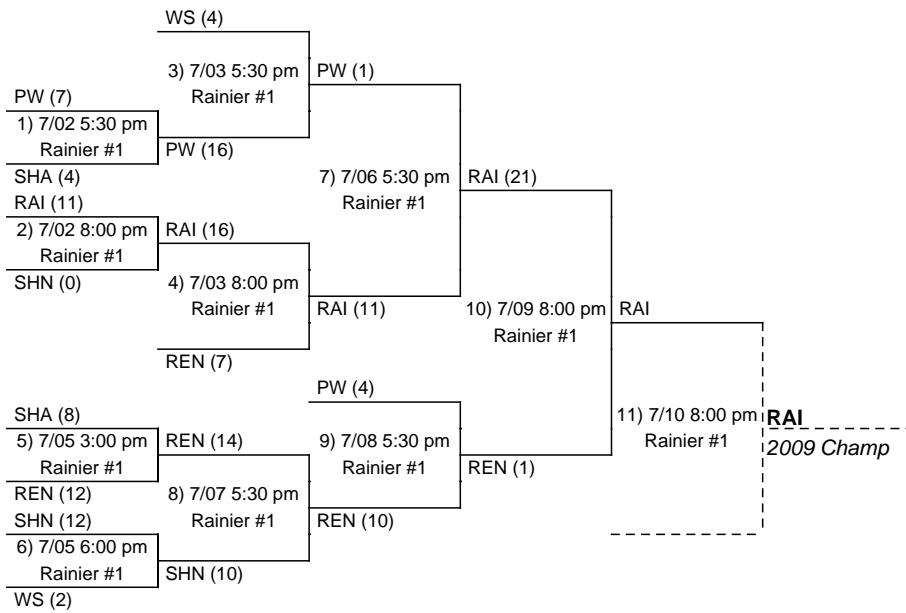 WS (4)
3) 7/03 5:30 pm
Rainier #1
PW (1)
PW (7)
1) 7/02 5:30 pm
Rainier #1
PW (16)
SHA (4)
7) 7/06 5:30 pm
Rainier #1
RAI (21)
RAI (11)
2) 7/02 8:00 pm
Rainier #1
RAI (16)
SHN (0)
4) 7/03 8:00 pm
Rainier #1
RAI (11)
REN (7)
10) 7/09 8:00 pm
Rainier #1
RAI
PW (4)
SHA (8)
5) 7/05 3:00 pm
Rainier #1
REN (14)
REN (12)
9) 7/08 5:30 pm
Rainier #1
REN (1)
11) 7/10 8:00 pm
Rainier #1
RAI
2009 Champ
8) 7/07 5:30 pm
Rainier #1
REN (10)
SHN (12)
6) 7/05 6:00 pm
Rainier #1
SHN (10)
WS (2)